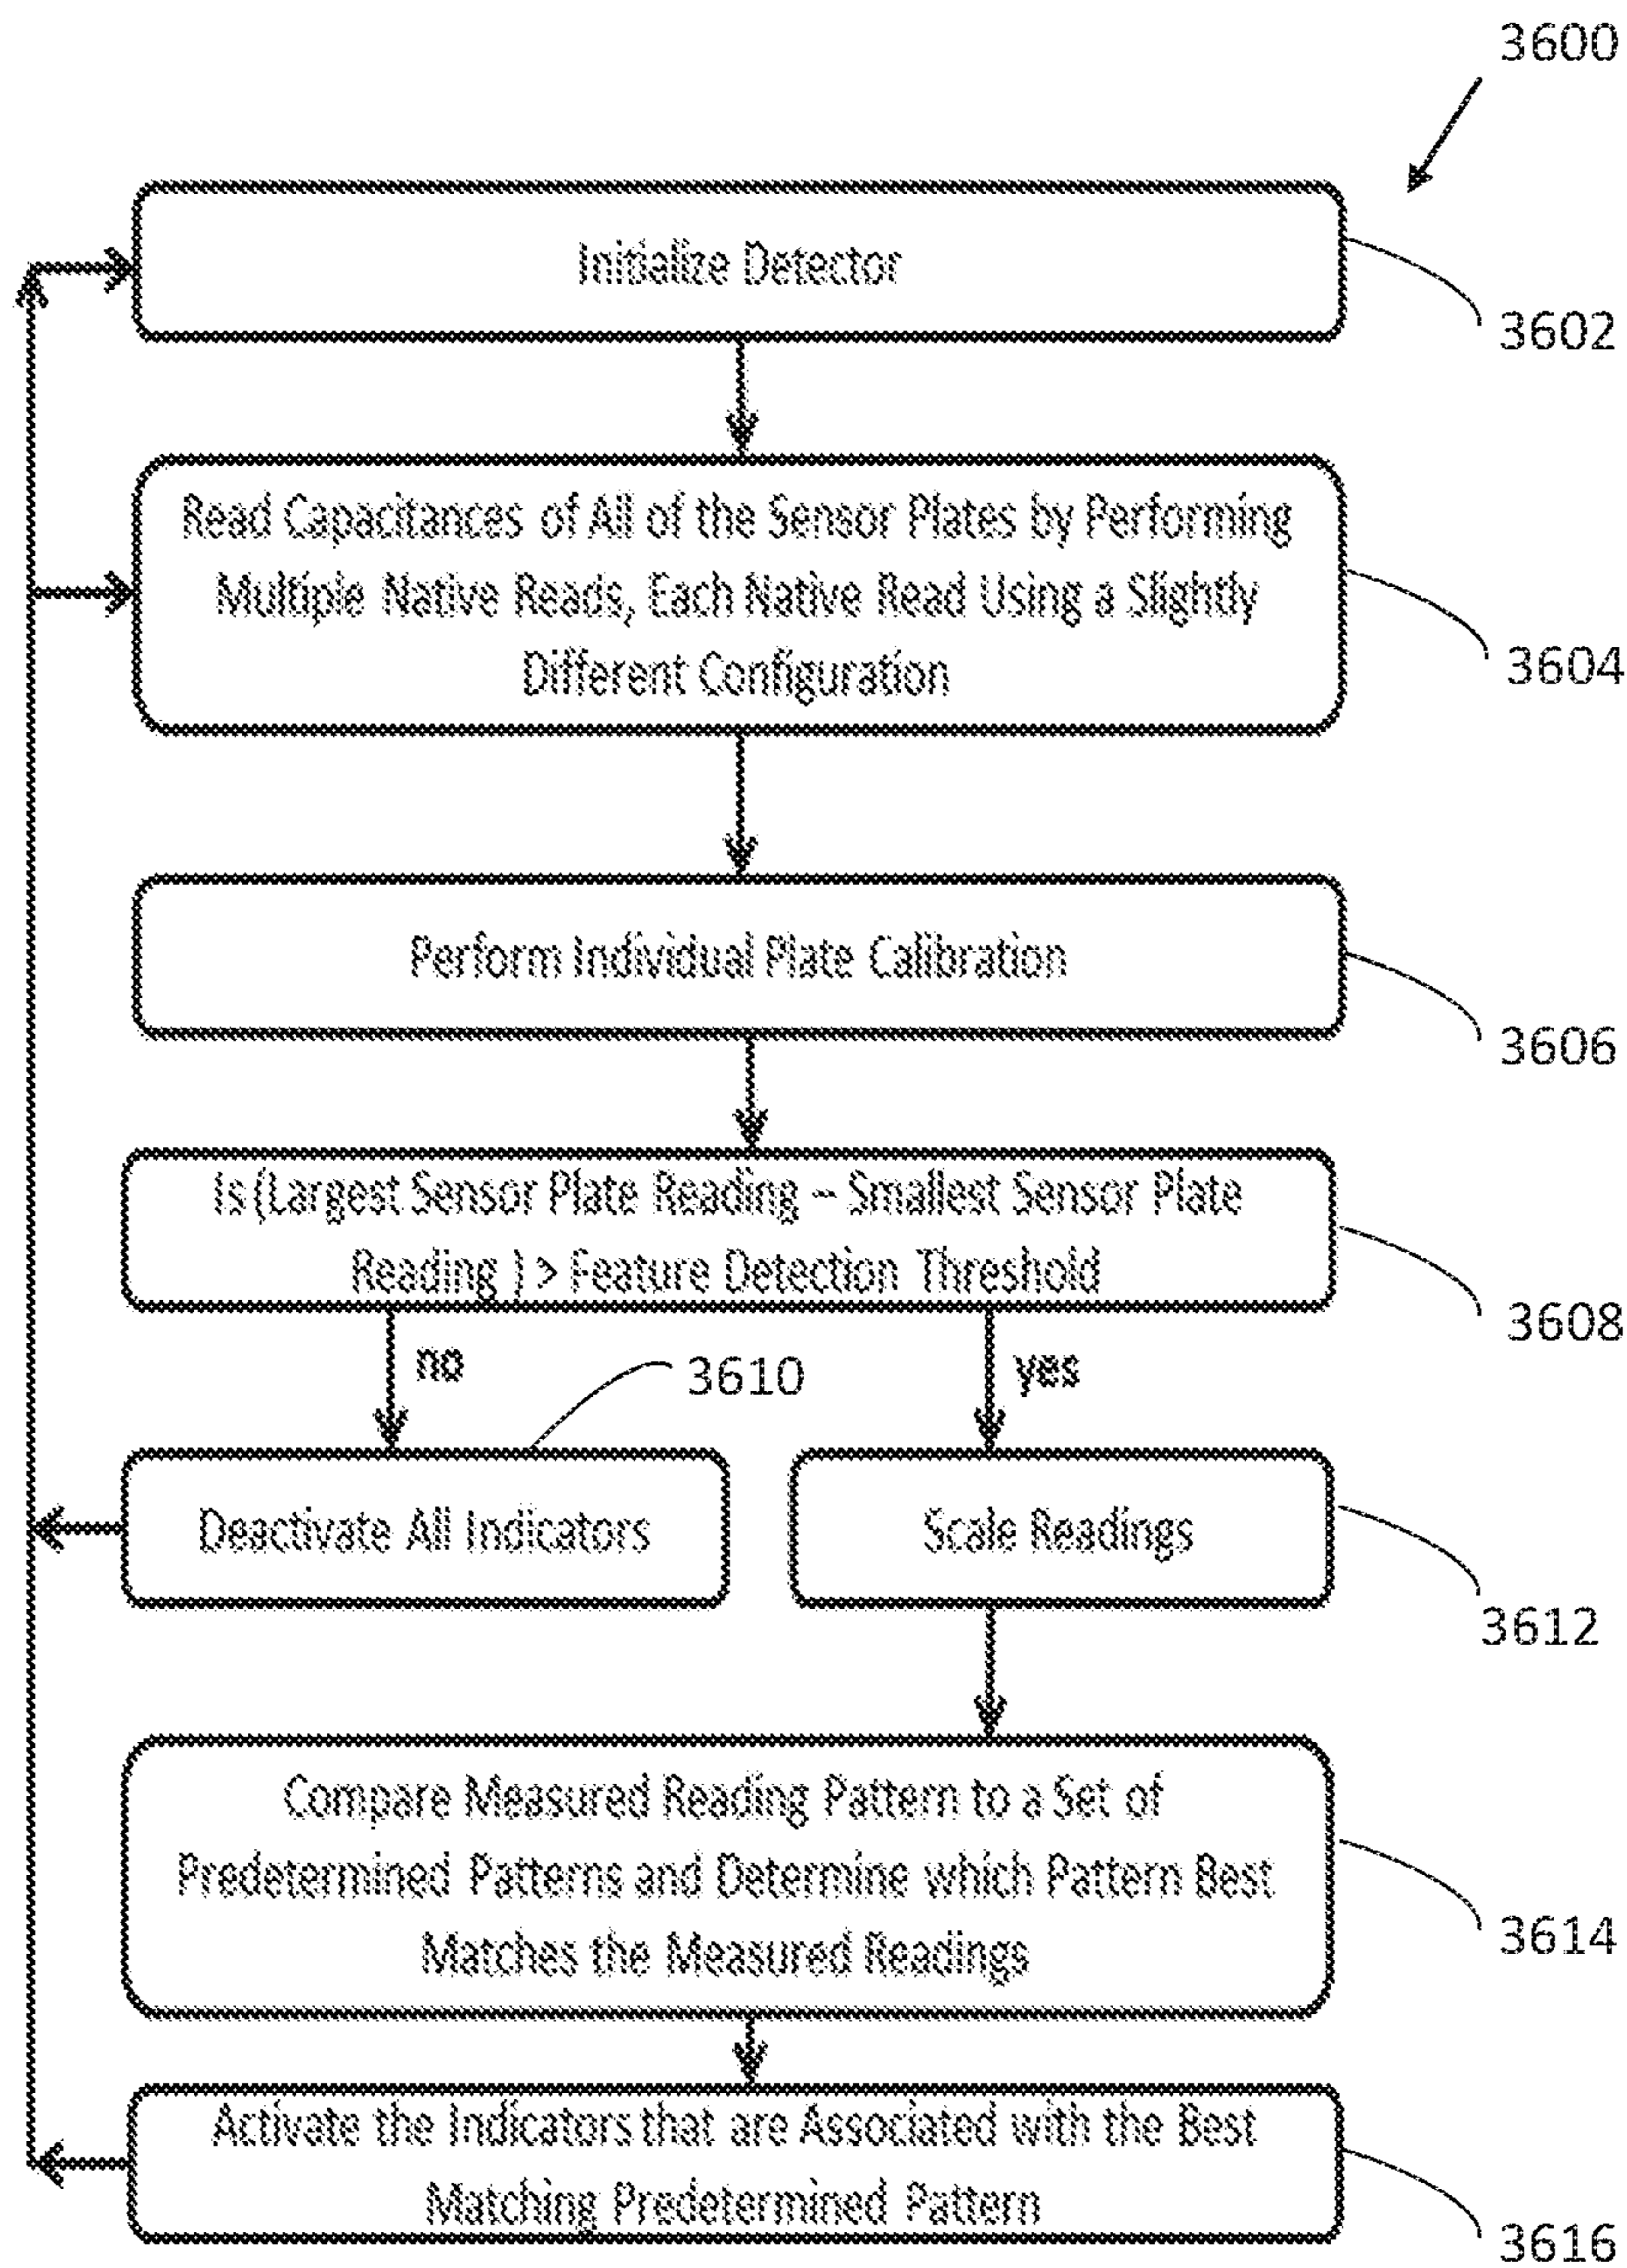 3600
Initialize Detector
3602
Read Capacitances of All of the Sensor Plates by Performing
Multiple Native Reads, Each Native Read Using a Slightly
Different Configuration
3604
Perform Individual Plate Calibration
3606
Is (Largest Sensor Plate Reading – Smallest Sensor Plate
Reading ) > Feature Detection Threshold
3608
no
3610
yes
Deactivate All Indicators
Scale Readings
3612
Compare Measured Reading Pattern to a Set of
Predetermined Patterns and Determine which Pattern Best
Matches the Measured Readings
3614
Activate the Indicators that are Associated with the Best
Matching Predetermined Pattern
3616